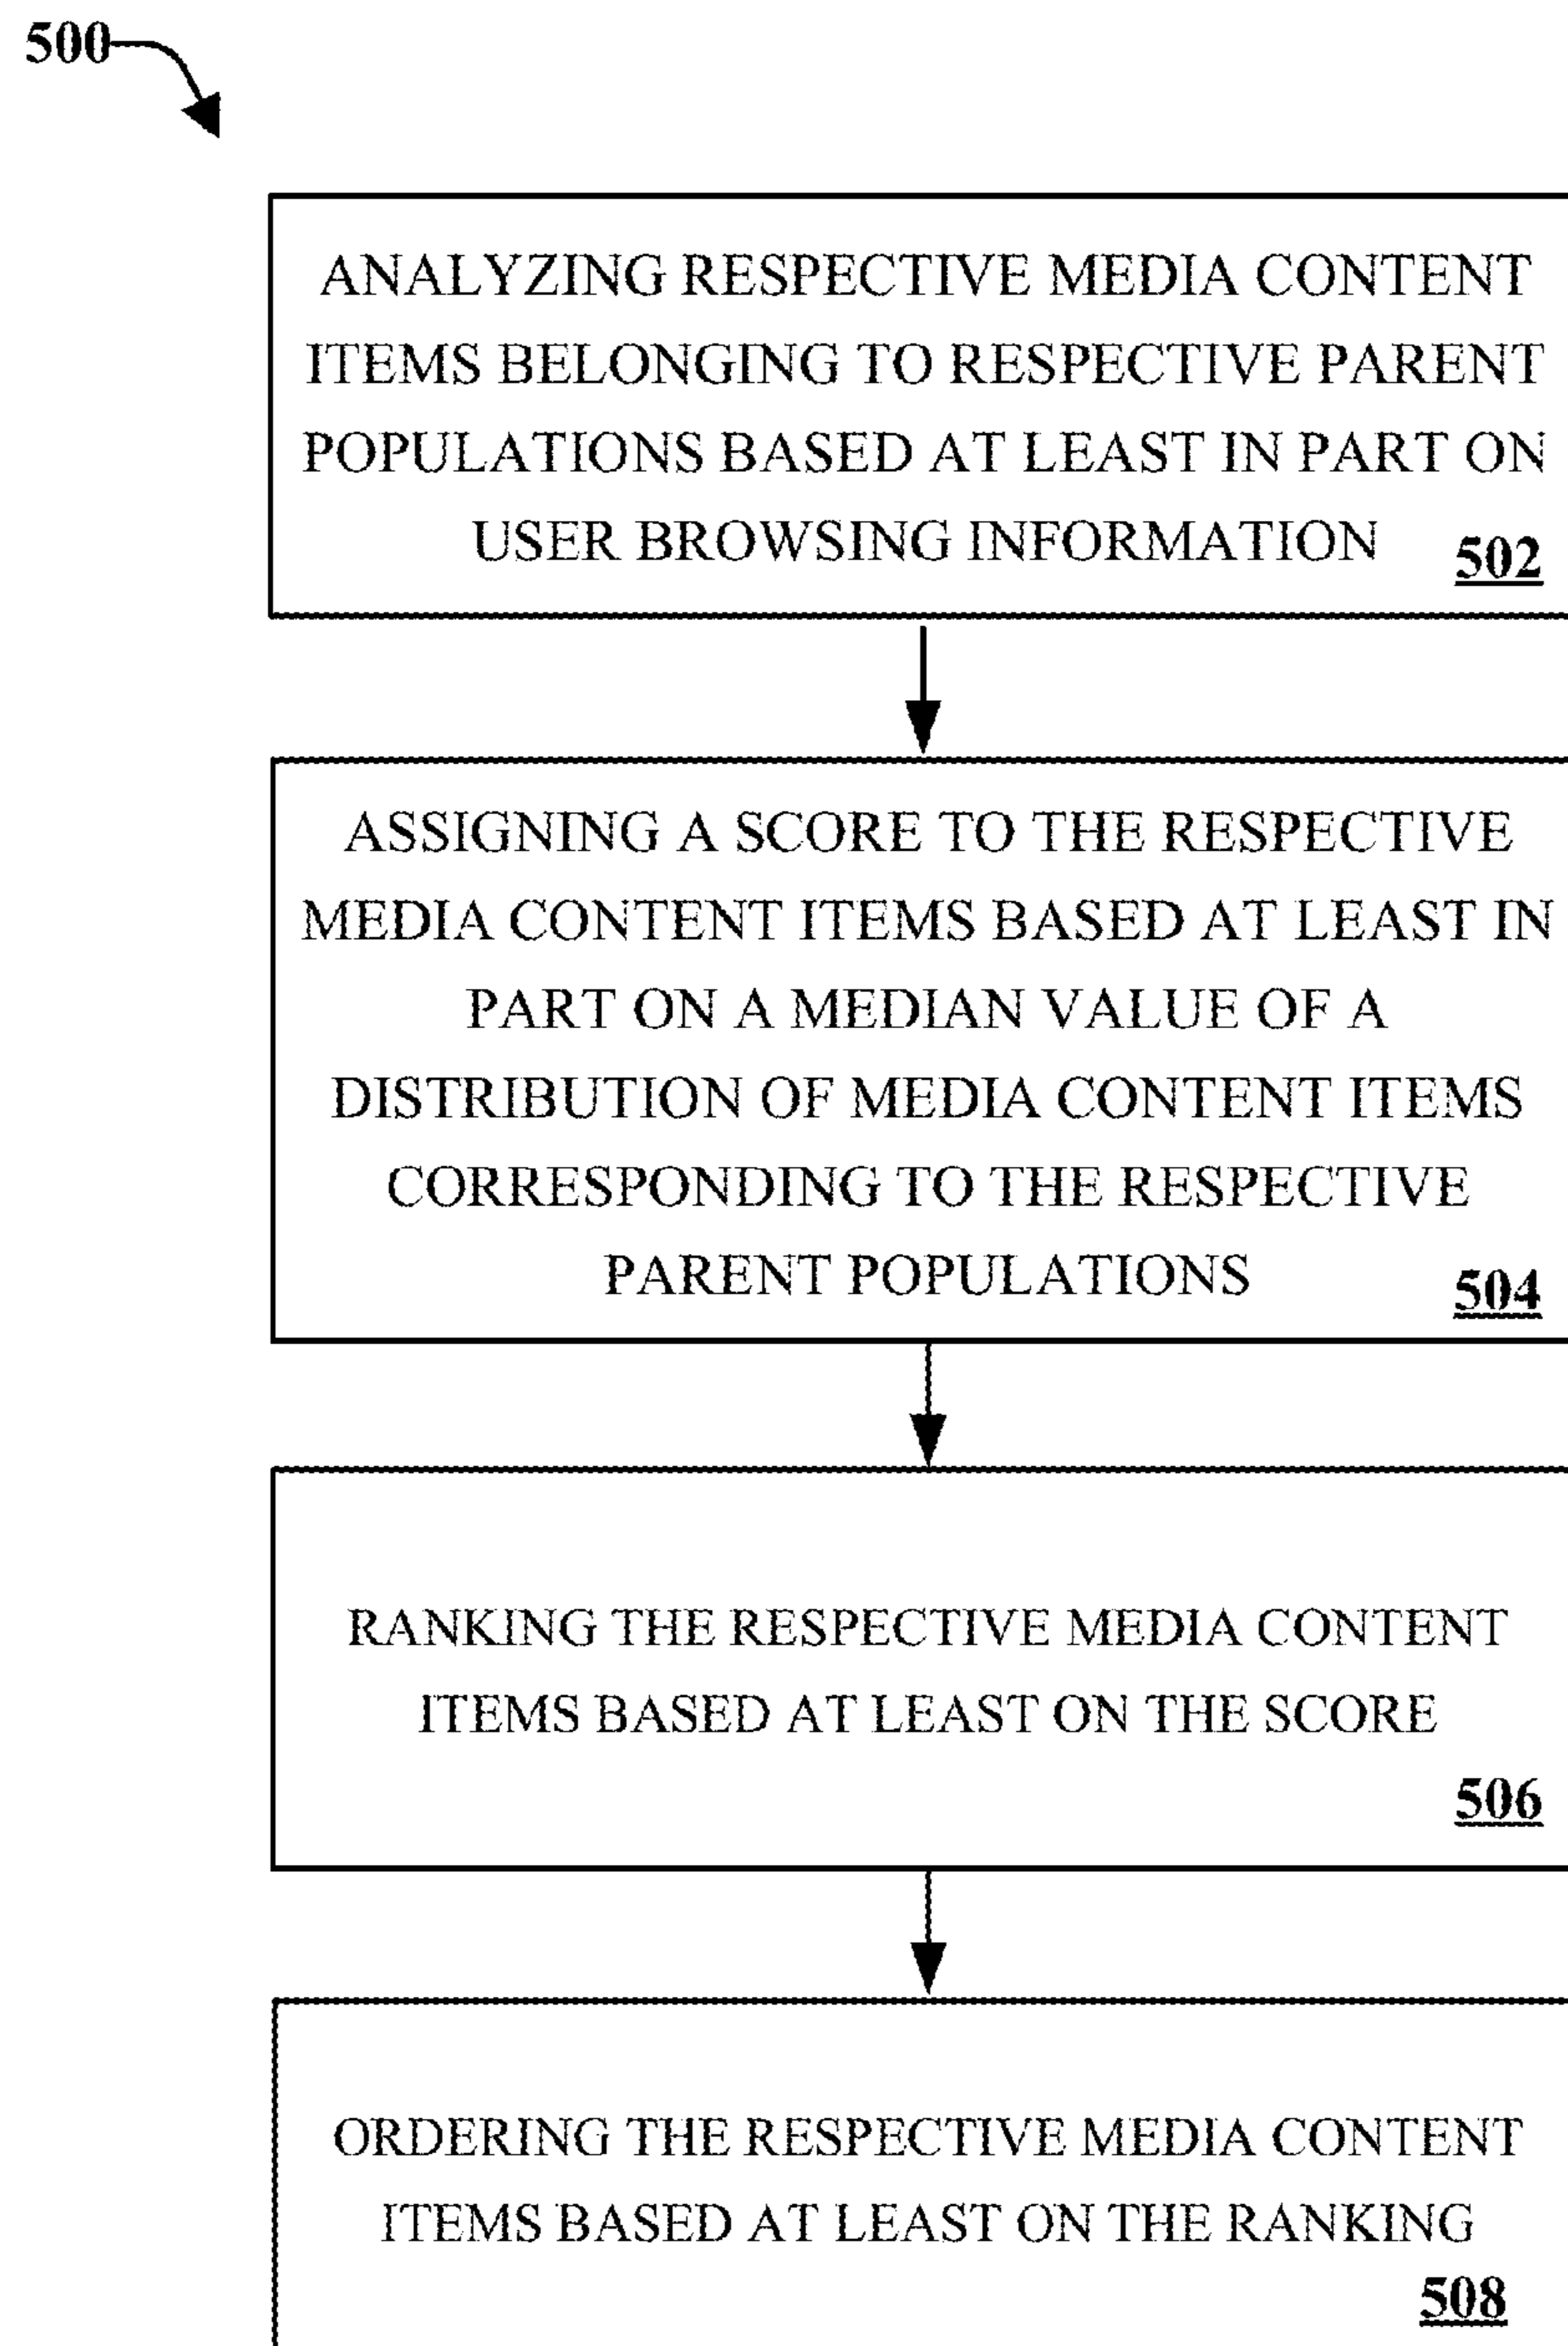 500
ANALYZING RESPECTIVE MEDIA CONTENT
ITEMS BELONGING TO RESPECTIVE PARENT
POPULATIONS BASED AT LEAST IN PART ON
USER BROWSING INFORMATION 502
ASSIGNING A SCORE TO THE RESPECTIVE
MEDIA CONTENT ITEMS BASED AT LEAST IN
PART ON A MEDIAN VALUE OF A
DISTRIBUTION OF MEDIA CONTENT ITEMS
CORRESPONDING TO THE RESPECTIVE
PARENT POPULATIONS 504
RANKING THE RESPECTIVE MEDIA CONTENT
ITEMS BASED AT LEAST ON THE SCORE
506
ORDERING THE RESPECTIVE MEDIA CONTENT
ITEMS BASED AT LEAST ON THE RANKING
508